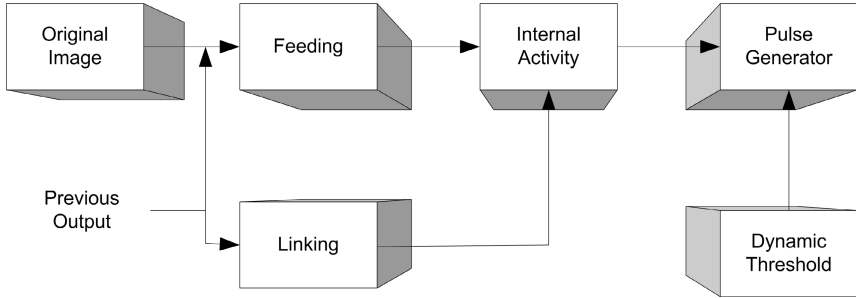 Original
Image
Feeding
Internal
Activity
Pulse
Generator
Previous
Output
Linking
Dynamic
Threshold